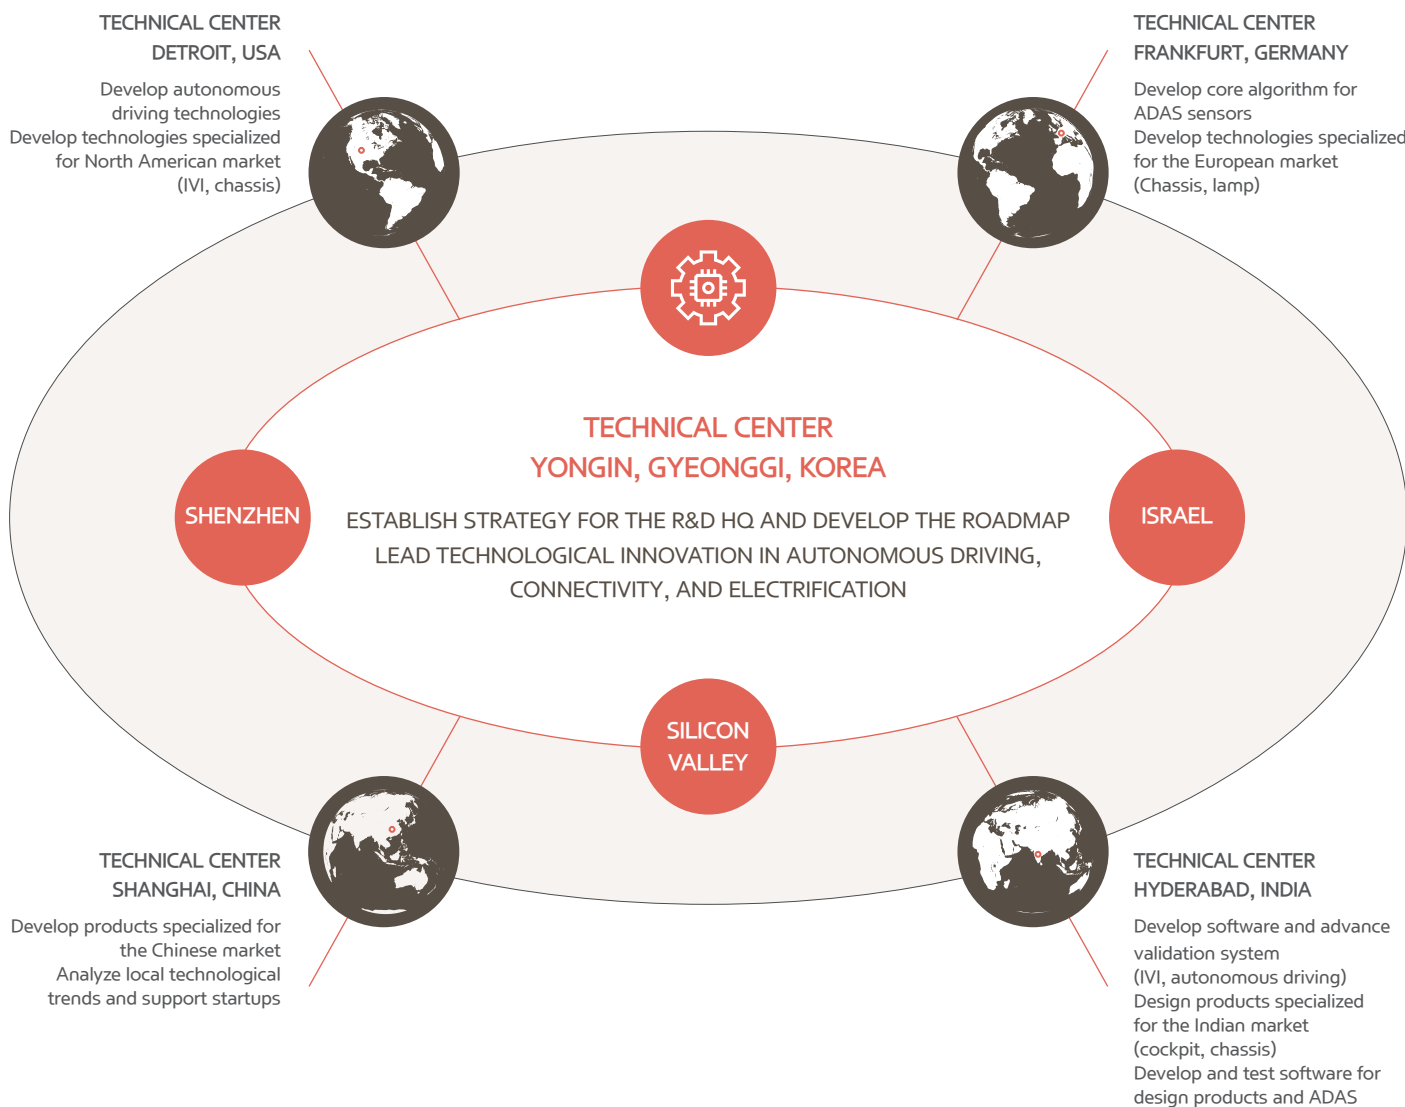 TECHNICAL CENTER
DETROIT, USA
Develop autonomous
driving technologies
Develop technologies specialized
for North American market
(IVI, chassis)
TECHNICAL CENTER
FRANKFURT, GERMANY
Develop core algorithm for
ADAS sensors
Develop technologies specialized
for the European market
(Chassis, lamp)
TECHNICAL CENTER
YONGIN, GYEONGGI, KOREA
ESTABLISH STRATEGY FOR THE R&D HQ AND DEVELOP THE ROADMAP
LEAD TECHNOLOGICAL INNOVATION IN AUTONOMOUS DRIVING,
CONNECTIVITY, AND ELECTRIFICATION
SHENZHEN
ISRAEL
SILICON
VALLEY
TECHNICAL CENTER
SHANGHAI, CHINA
Develop products specialized for
the Chinese market
Analyze local technological
trends and support startups
TECHNICAL CENTER
HYDERABAD, INDIA
Develop software and advance
validation system
(IVI, autonomous driving)
Design products specialized
for the Indian market
(cockpit, chassis)
Develop and test software for
design products and ADAS